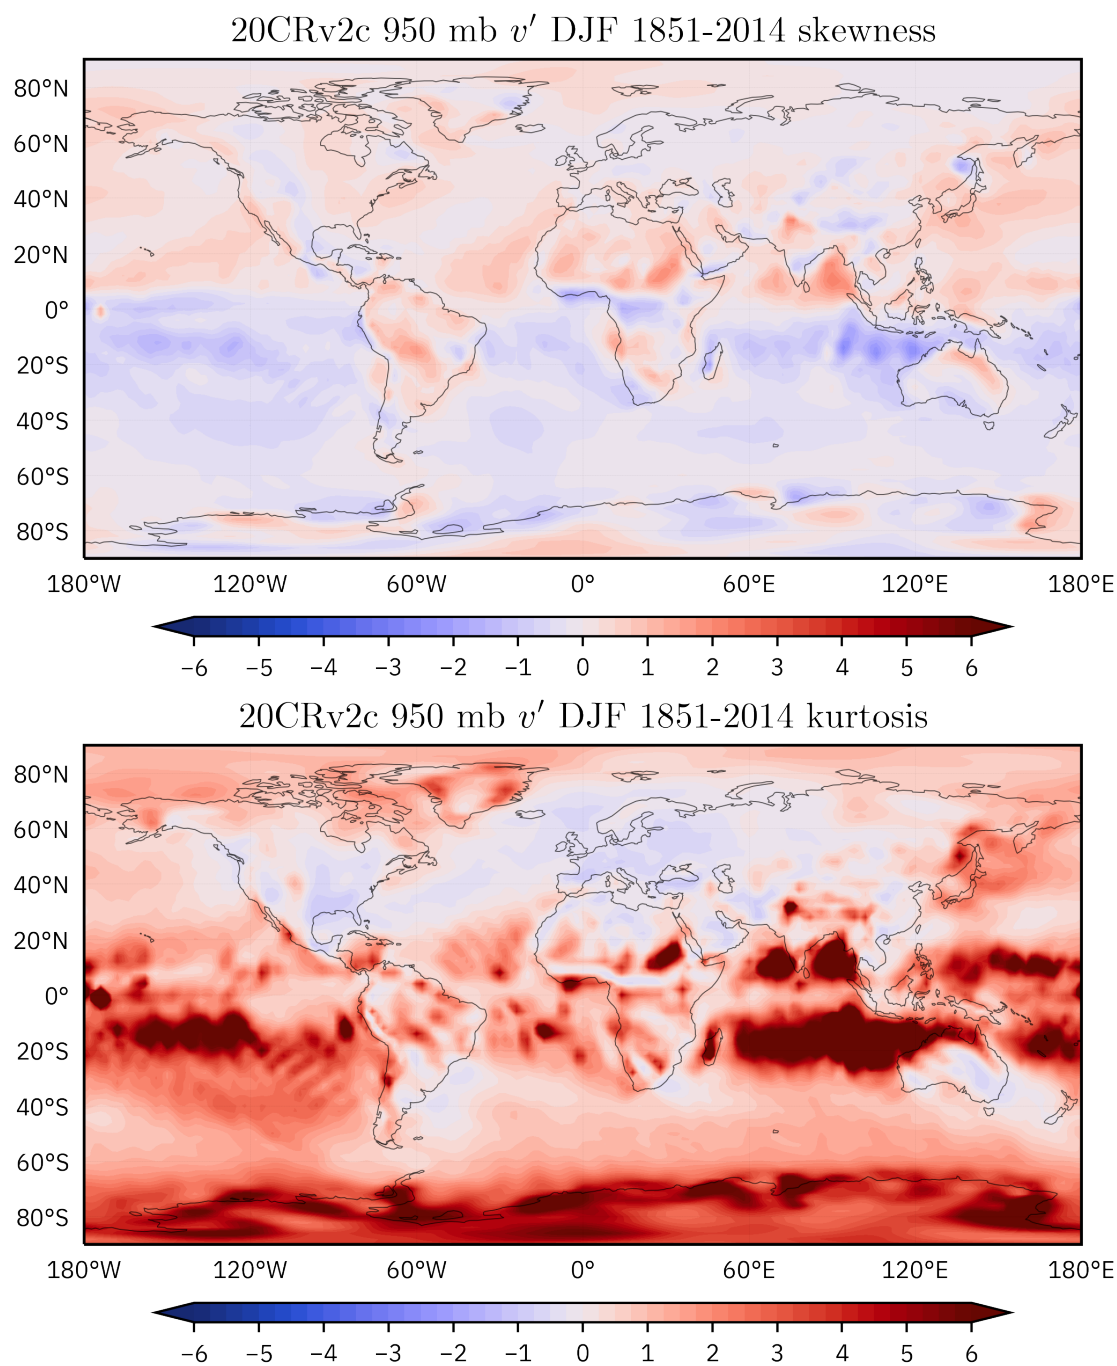 20CRv2c 950 mb v′ DJF 1851-2014 skewness
80°N
60°N
40°N
20°N
0°
20°S
40°S
60°S
80°S
180°W 120°W 60°W 0° 60°E 120°E 180°E
−6 −5 −4 −3 −2 −1 0 1 2 3 4 5 6
20CRv2c 950 mb v′ DJF 1851-2014 kurtosis
80°N
60°N
40°N
20°N
0°
20°S
40°S
60°S
80°S
180°W 120°W 60°W 0° 60°E 120°E 180°E
−6 −5 −4 −3 −2 −1 0 1 2 3 4 5 6